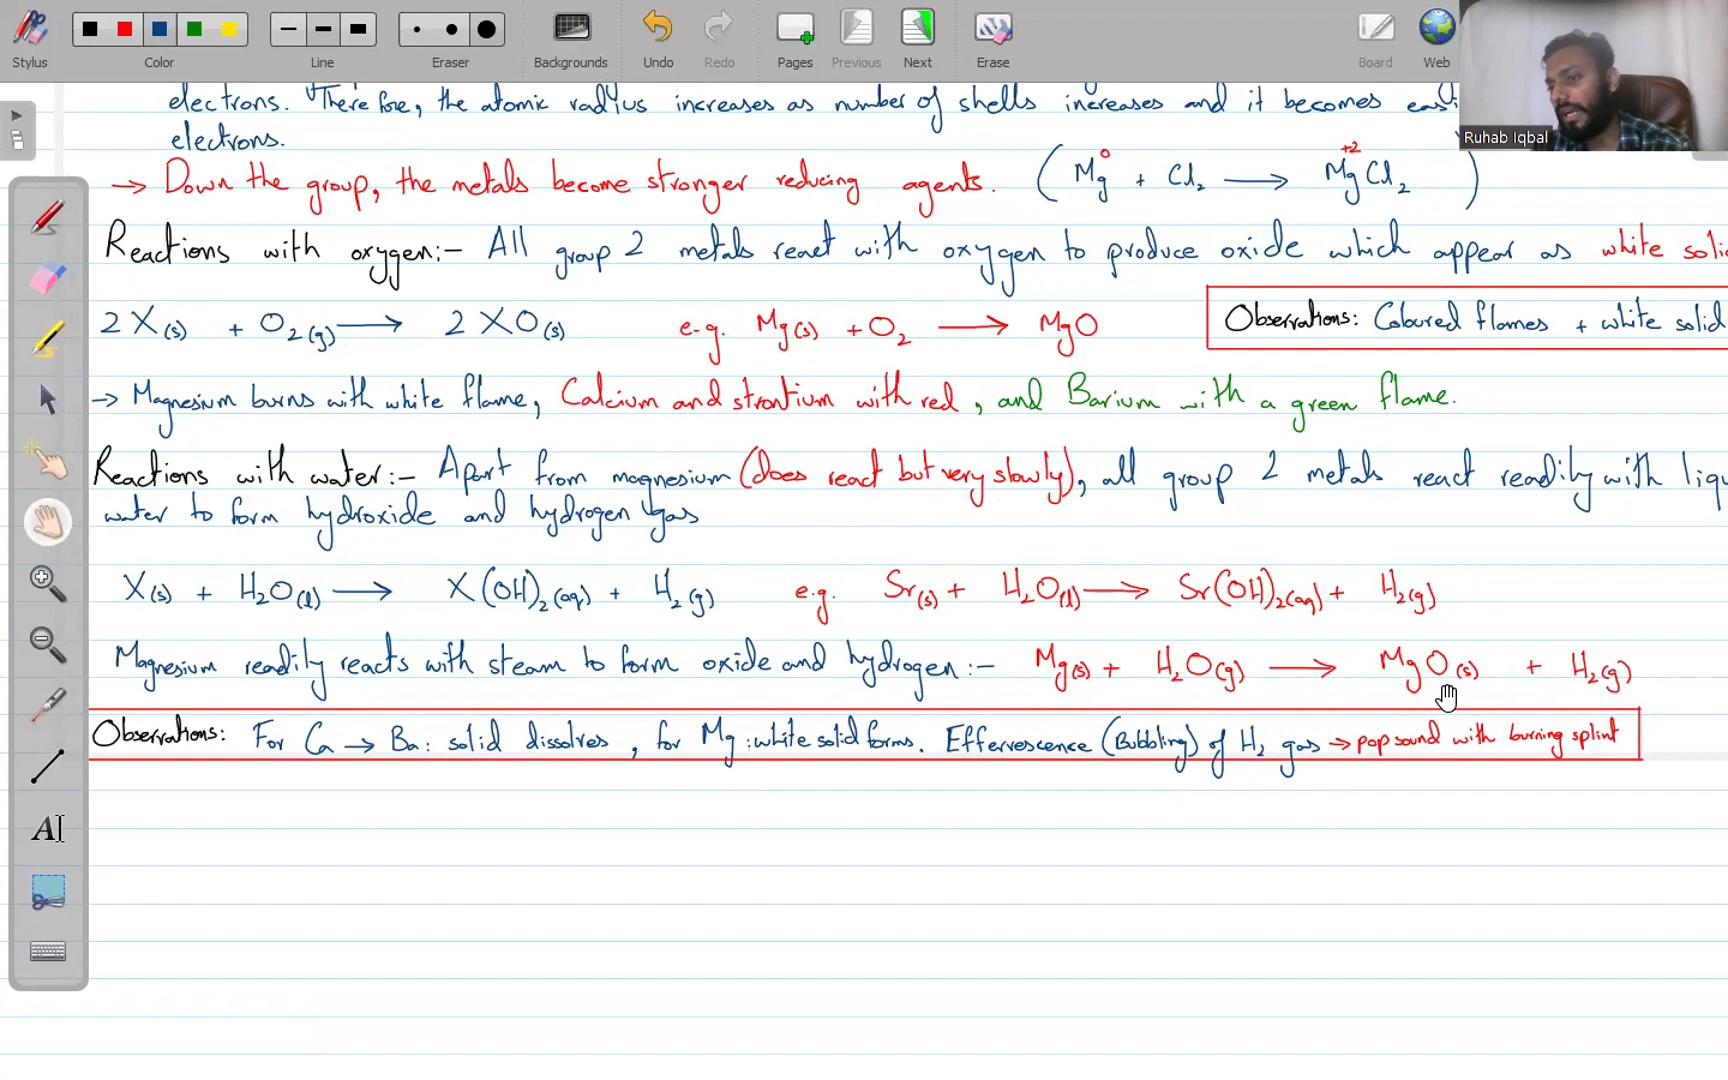 Stylus
Color
Line
Eraser
Backgrounds
Undo
Redo
Pages
Previous
Next
Erase
Board
Web
Ruhab Iqbal
electrons. Therefore, the atomic radius increases as number of shells increases and it becomes easi
electrons.
→ Down the group, the metals become stronger reducing agents. (Mg⁰ + Cl₂ → Mg⁺²Cl₂)
Reactions with oxygen:- All group 2 metals react with oxygen to produce oxide which appear as white soli
2X(s) + O₂(g) → 2XO(s) e.g. Mg(s) + O₂ → MgO
Observations: Coloured flames + white solid
→ Magnesium burns with white flame, Calcium and strontium with red, and Barium with a green flame.
Reactions with water:- Apart from magnesium (does react but very slowly), all group 2 metals react readily with liqu
water to form hydroxide and hydrogen gas
X(s) + H₂O(l) → X(OH)₂(aq) + H₂(g) e.g. Sr(s) + H₂O(l) → Sr(OH)₂(aq) + H₂(g)
Magnesium readily reacts with steam to form oxide and hydrogen:- Mg(s) + H₂O(g) → MgO(s) + H₂(g)
Observations: For Ca → Ba: solid dissolves, for Mg: white solid forms. Effervescence (Bubbling) of H₂ gas → pop sound with burning splint